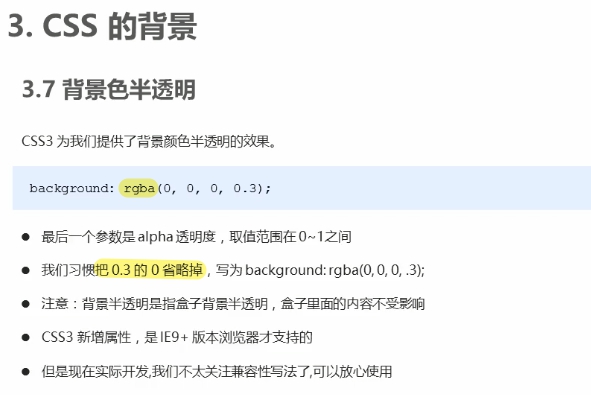 3. CSS 的背景
3.7 背景色半透明
CSS3 为我们提供了背景颜色半透明的效果。
background: rgba(0, 0, 0, 0.3);
● 最后一个参数是 alpha 透明度，取值范围在 0~1之间
● 我们习惯把 0.3 的 0 省略掉，写为 background: rgba(0, 0, 0, .3);
● 注意：背景半透明是指盒子背景半透明，盒子里面的内容不受影响
● CSS3 新增属性，是 IE9+ 版本浏览器才支持的
● 但是现在实际开发,我们不太关注兼容性写法了,可以放心使用